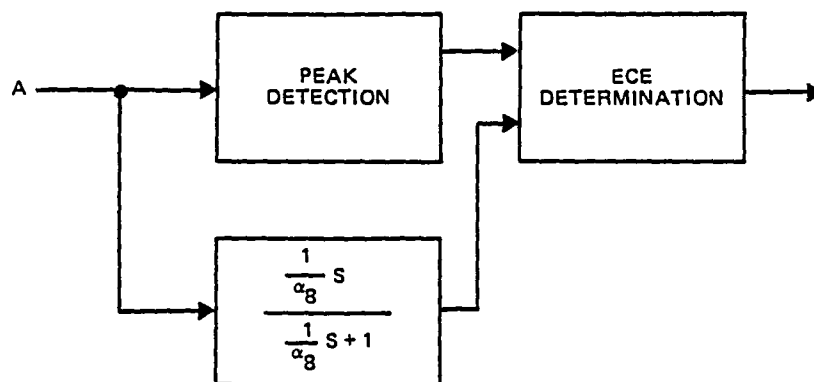 A
PEAK
DETECTION
ECE
DETERMINATION
1
α8 S
1
α8 S + 1